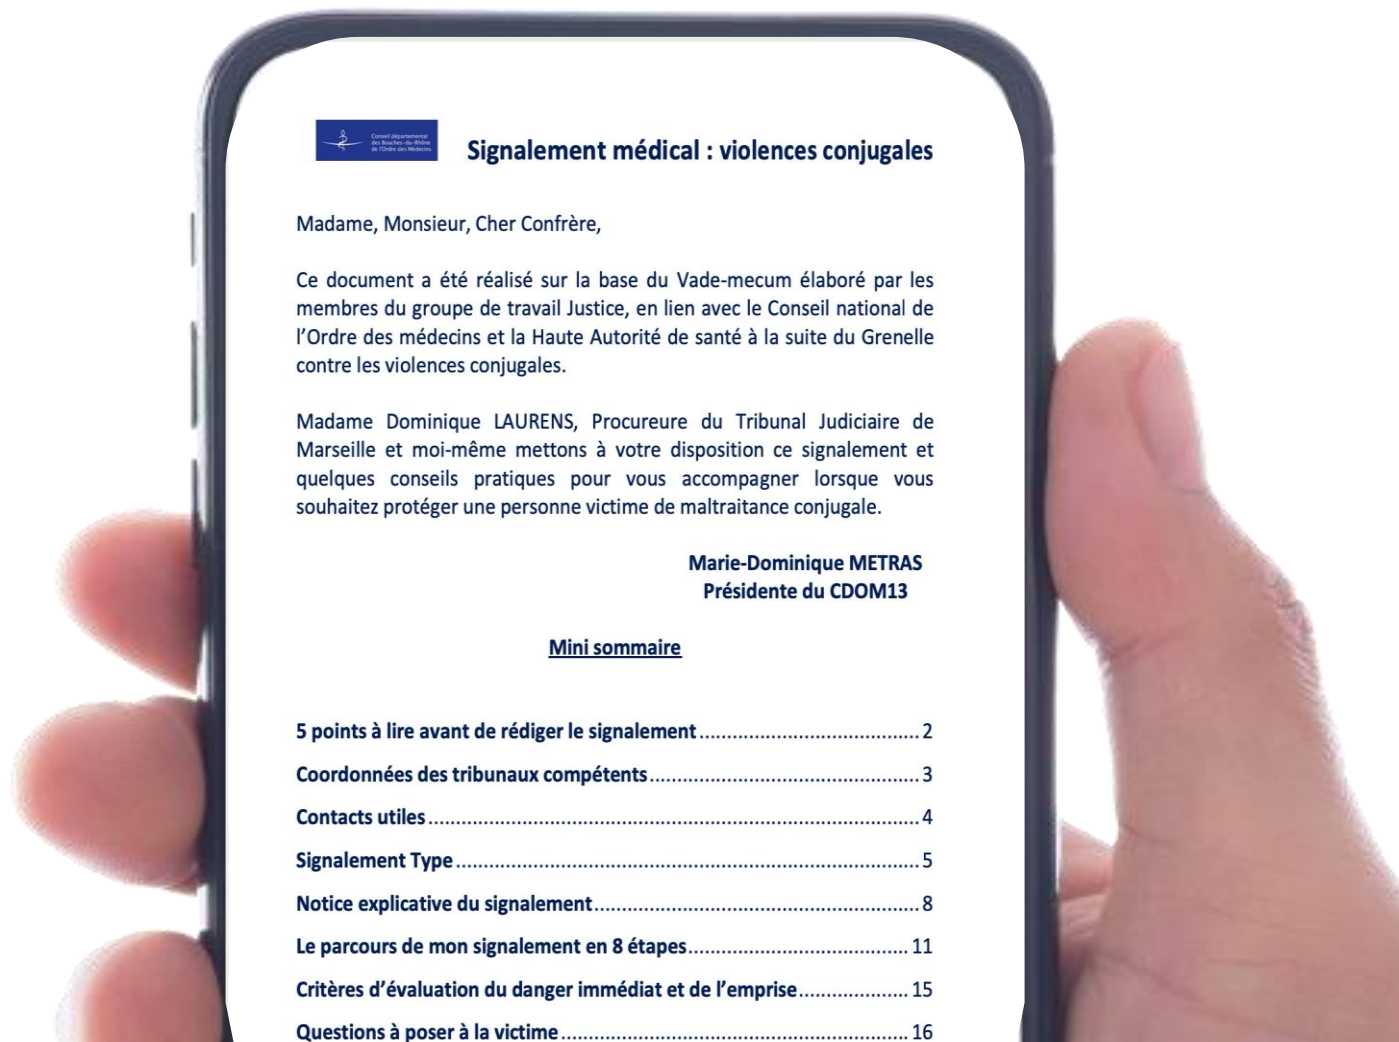 Conseil départemental
des Bouches-du-Rhône
de l'Ordre des Médecins
Signalement médical : violences conjugales
Madame, Monsieur, Cher Confrère,
Ce document a été réalisé sur la base du Vade-mecum élaboré par les
membres du groupe de travail Justice, en lien avec le Conseil national de
l'Ordre des médecins et la Haute Autorité de santé à la suite du Grenelle
contre les violences conjugales.
Madame Dominique LAURENS, Procureure du Tribunal Judiciaire de
Marseille et moi-même mettons à votre disposition ce signalement et
quelques conseils pratiques pour vous accompagner lorsque vous
souhaitez protéger une personne victime de maltraitance conjugale.
Marie-Dominique METRAS
Présidente du CDOM13
Mini sommaire
5 points à lire avant de rédiger le signalement........................................ 2
Coordonnées des tribunaux compétents................................................. 3
Contacts utiles......................................................................................... 4
Signalement Type.................................................................................... 5
Notice explicative du signalement........................................................... 8
Le parcours de mon signalement en 8 étapes........................................ 11
Critères d'évaluation du danger immédiat et de l'emprise.................... 15
Questions à poser à la victime............................................................... 16